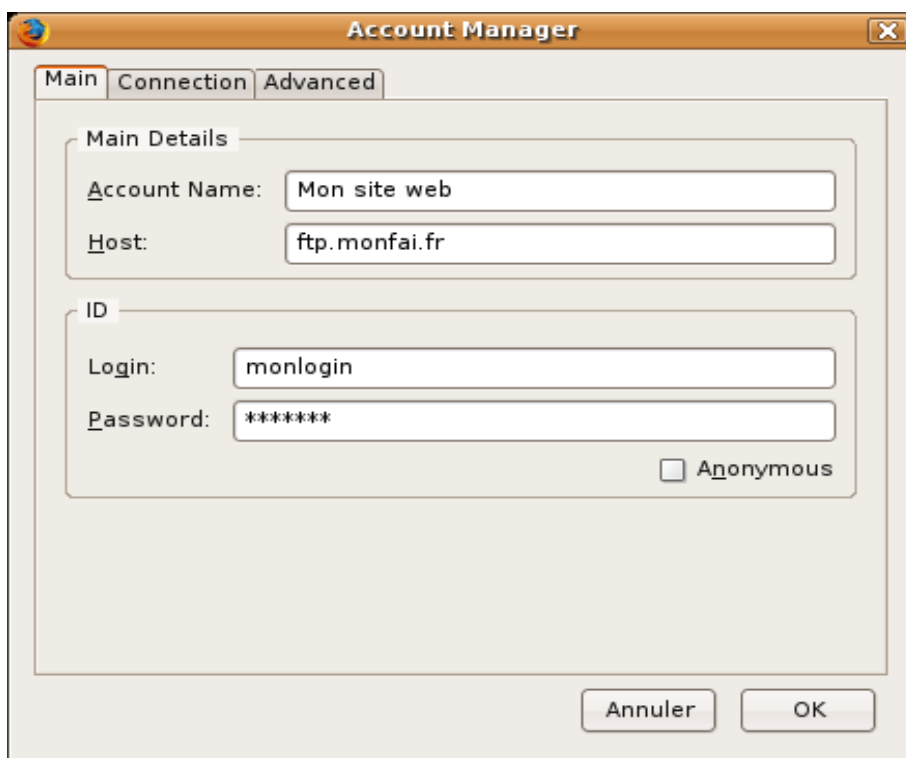 Account Manager
Main Connection Advanced
Main Details
Account Name: Mon site web
Host: ftp.monfai.fr
ID
Login: monlogin
Password: *******
Anonymous
Annuler OK